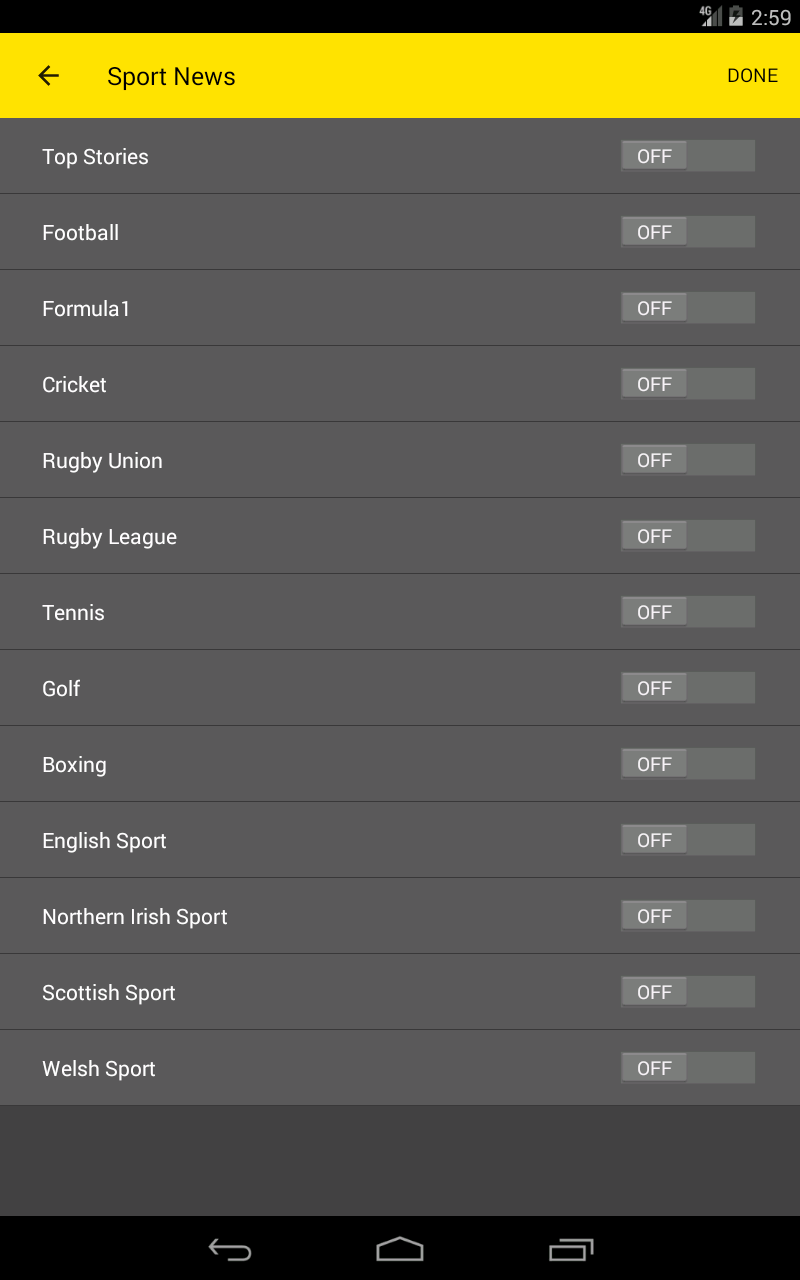 4G 2:59
Sport News DONE
Top Stories OFF
Football OFF
Formula1 OFF
Cricket OFF
Rugby Union OFF
Rugby League OFF
Tennis OFF
Golf OFF
Boxing OFF
English Sport OFF
Northern Irish Sport OFF
Scottish Sport OFF
Welsh Sport OFF